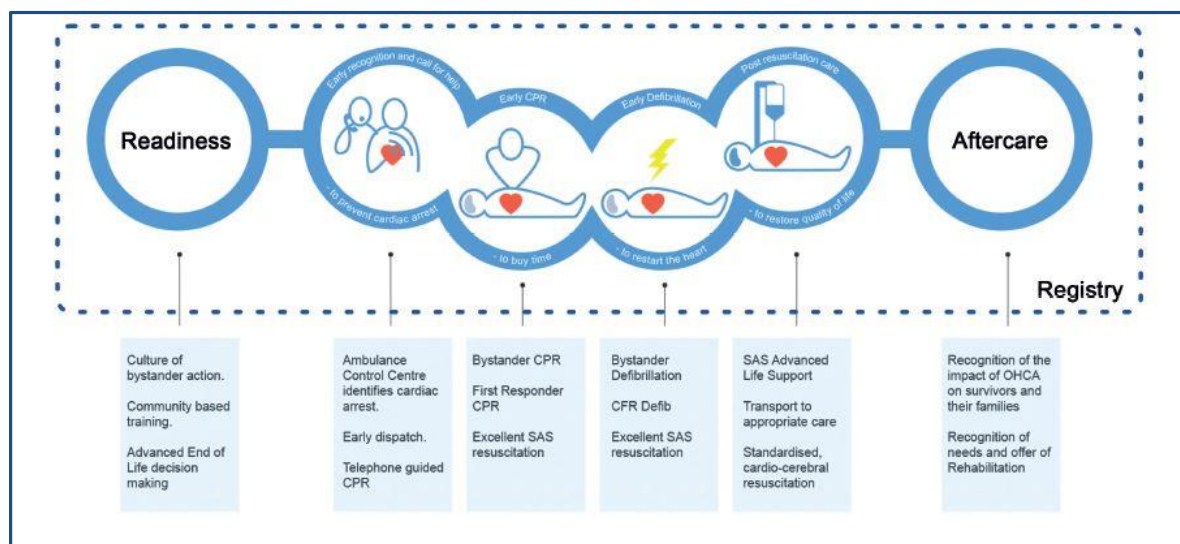 Readiness
Early recognition and call for help
- to prevent cardiac arrest
Early CPR
- to buy time
Early Defibrillation
- to restart the heart
Post resuscitation care
- to restore quality of life
Aftercare
Registry
Culture of
bystander action.
Community based
training.
Advanced End of
Life decision
making
Ambulance
Control Centre
identifies cardiac
arrest.
Early dispatch.
Telephone guided
CPR
Bystander CPR
First Responder
CPR
Excellent SAS
resuscitation
Bystander
Defibrillation
CFR Defib
Excellent SAS
resuscitation
SAS Advanced
Life Support
Transport to
appropriate care
Standardised,
cardio-cerebral
resuscitation
Recognition of the
impact of OHCA
on survivors and
their families
Recognition of
needs and offer of
Rehabilitation